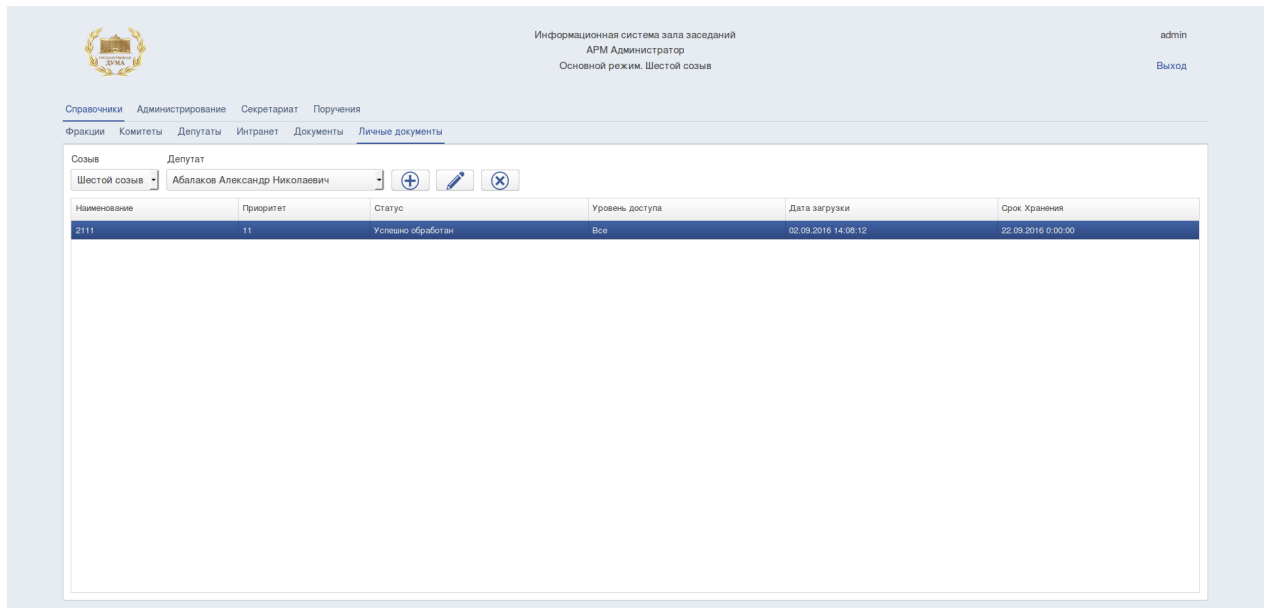 ГОСУДАРСТВЕННАЯ
ДУМА
Информационная система зала заседаний
АРМ Администратор
Основной режим. Шестой созыв
admin
Выход
Справочники Администрирование Секретариат Поручения
Фракции Комитеты Депутаты Интранет Документы Личные документы
Созыв Депутат
Шестой созыв Абалаков Александр Николаевич
Наименование Приоритет Статус Уровень доступа Дата загрузки Срок Хранения
2111 11 Успешно обработан Все 02.09.2016 14:08:12 22.09.2016 0:00:00